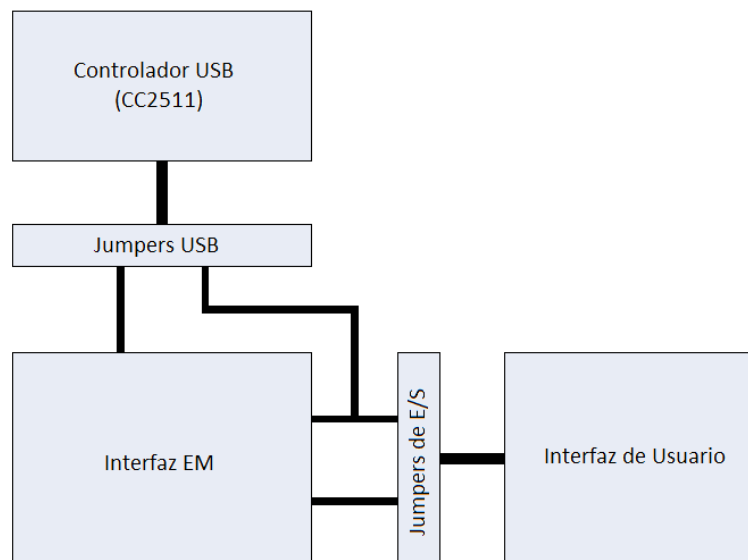 Controlador USB
(CC2511)
Jumpers USB
Interfaz EM
Jumpers de E/S
Interfaz de Usuario